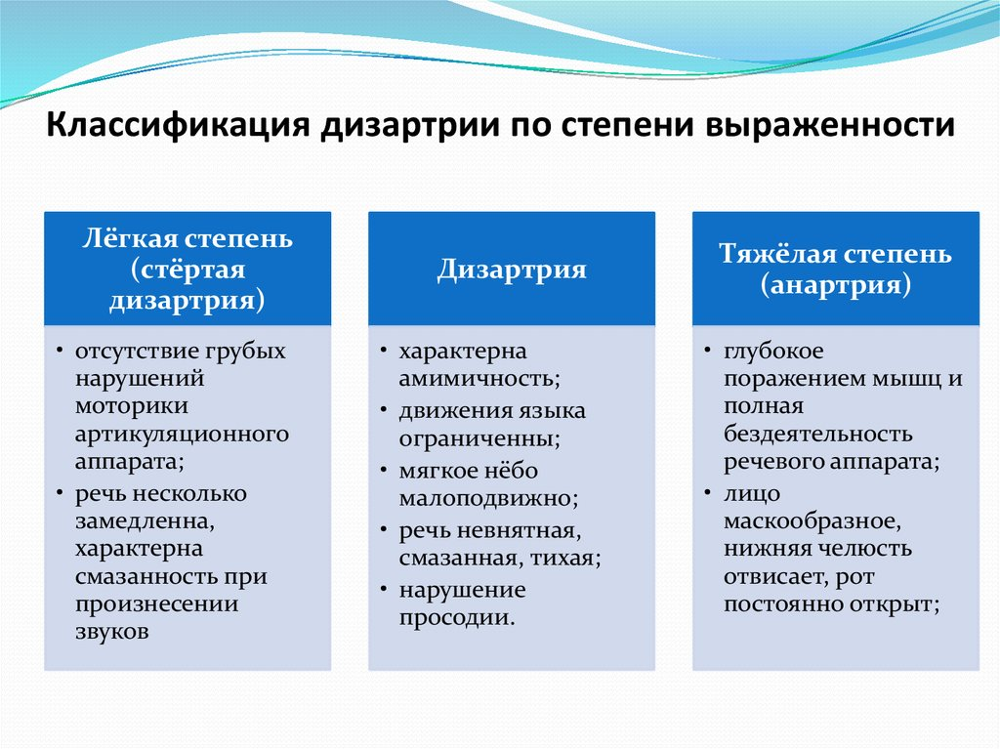 Классификация дизартрии по степени выраженности
Лёгкая степень
(стёртая
дизартрия)
• отсутствие грубых
нарушений
моторики
артикуляционного
аппарата;
• речь несколько
замедленна,
характерна
смазанность при
произнесении
звуков
Дизартрия
• характерна
амимичность;
• движения языка
ограниченны;
• мягкое нёбо
малоподвижно;
• речь невнятная,
смазанная, тихая;
• нарушение
просодии.
Тяжёлая степень
(анартрия)
• глубокое
поражением мышц и
полная
бездеятельность
речевого аппарата;
• лицо
маскообразное,
нижняя челюсть
отвисает, рот
постоянно открыт;